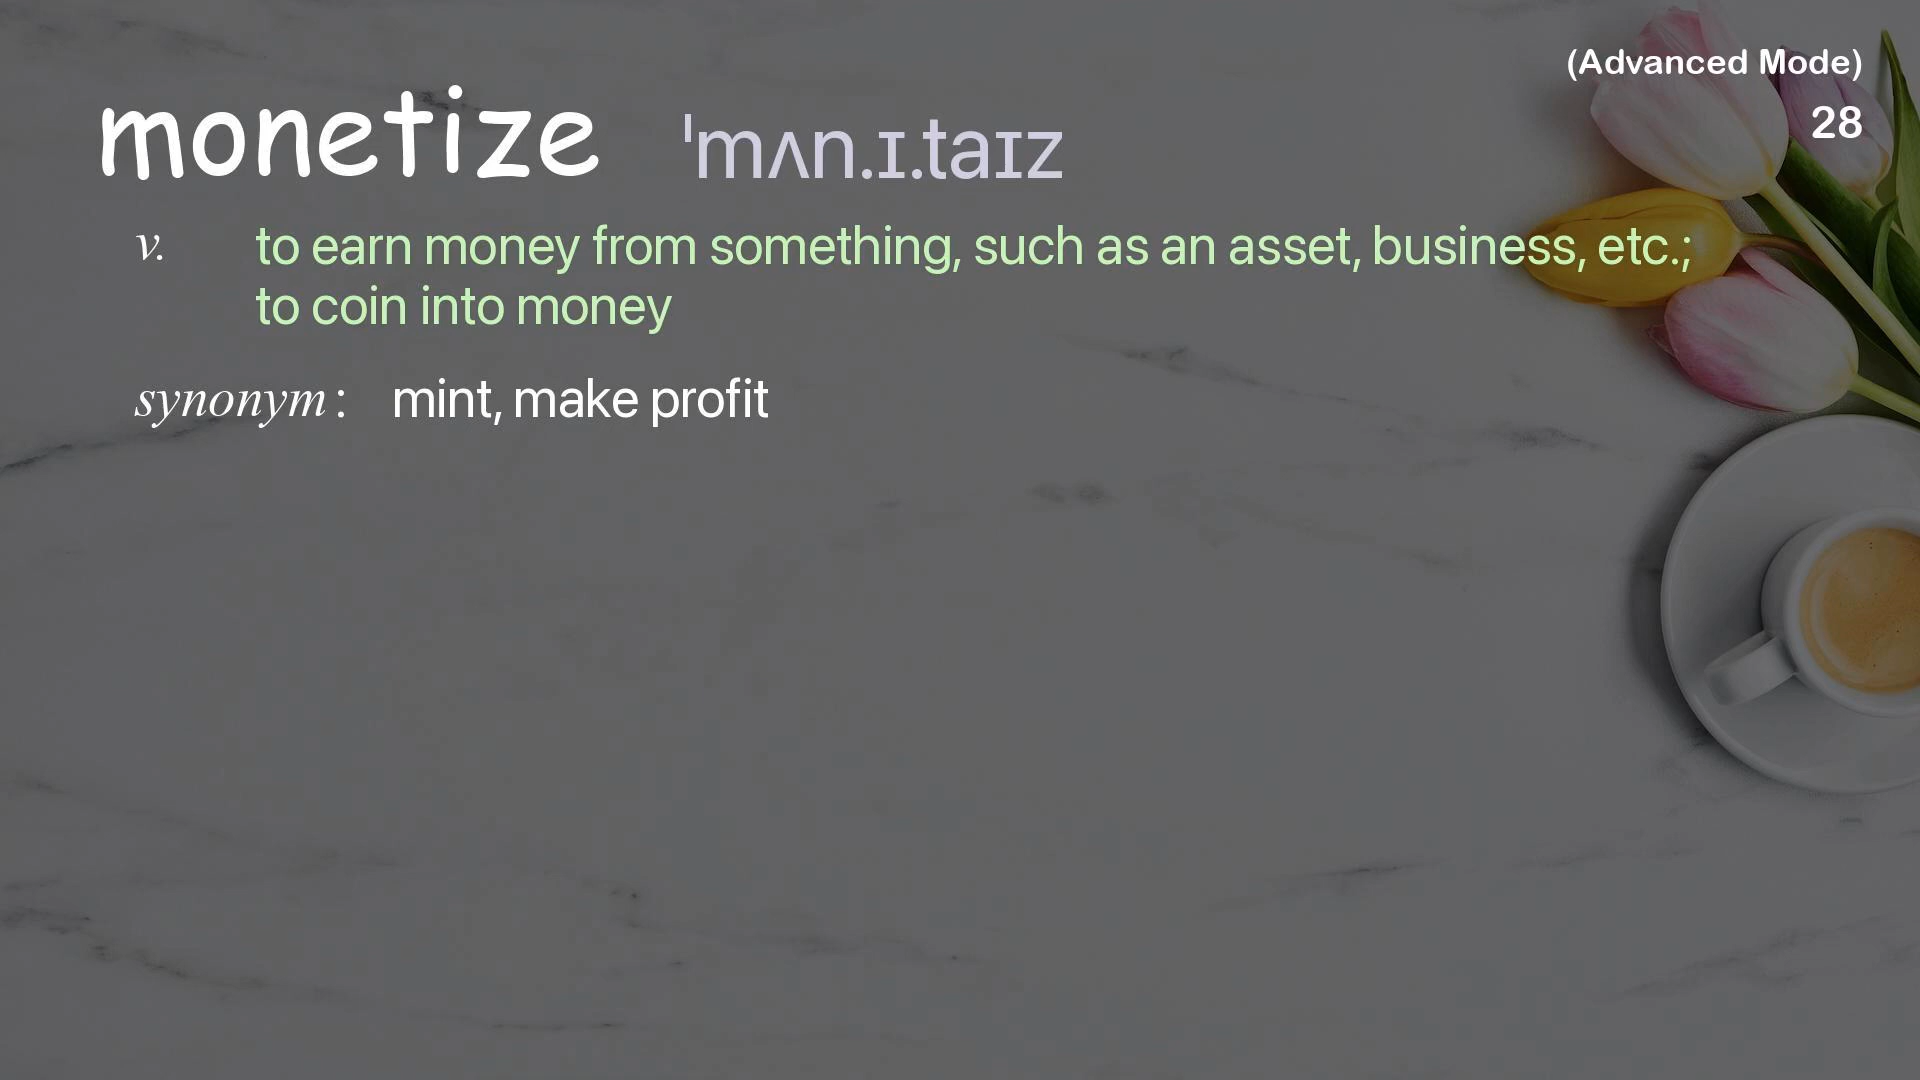 (Advanced Mode)
28
monetize ˈmʌn.ɪ.taɪz
v. to earn money from something, such as an asset, business, etc.;
to coin into money
synonym : mint, make profit